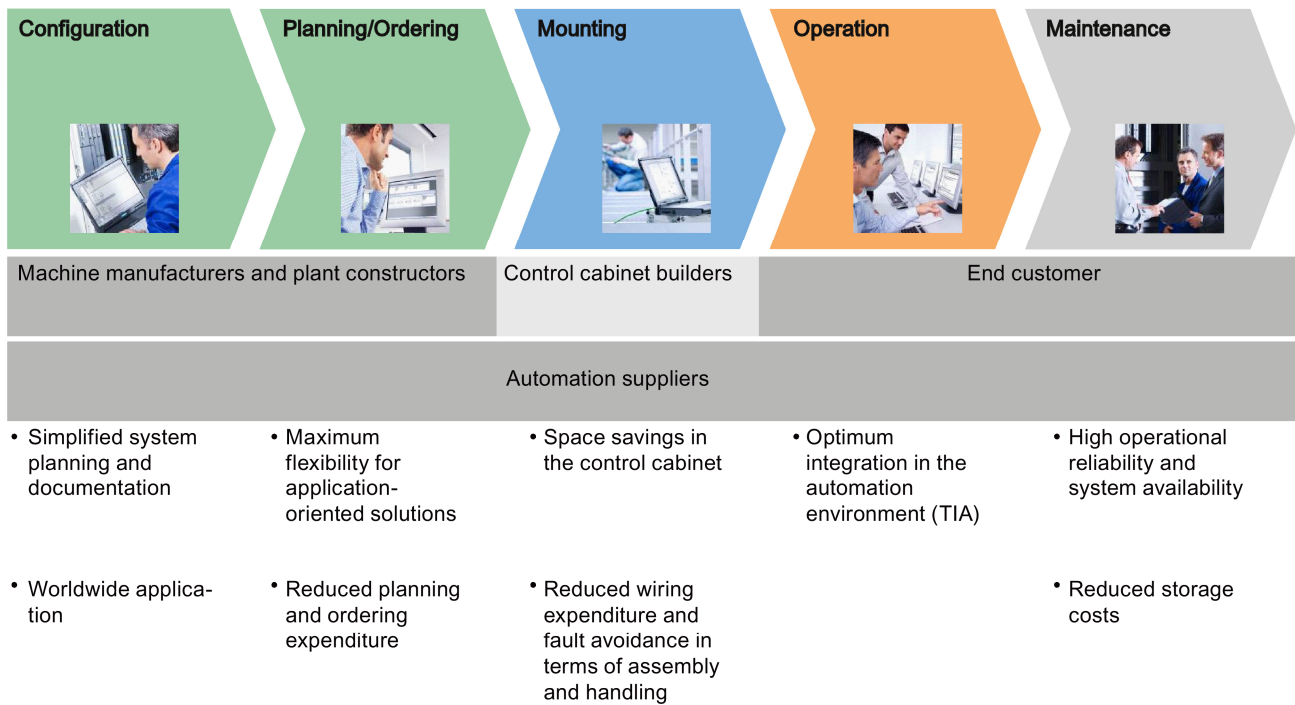 Configuration
Planning/Ordering
Mounting
Operation
Maintenance
Machine manufacturers and plant constructors
Control cabinet builders
End customer
Automation suppliers
• Simplified system
planning and
documentation
• Maximum
flexibility for
application-
oriented solutions
• Space savings in
the control cabinet
• Optimum
integration in the
automation
environment (TIA)
• High operational
reliability and
system availability
• Worldwide applica-
tion
• Reduced planning
and ordering
expenditure
• Reduced wiring
expenditure and
fault avoidance in
terms of assembly
and handling
• Reduced storage
costs